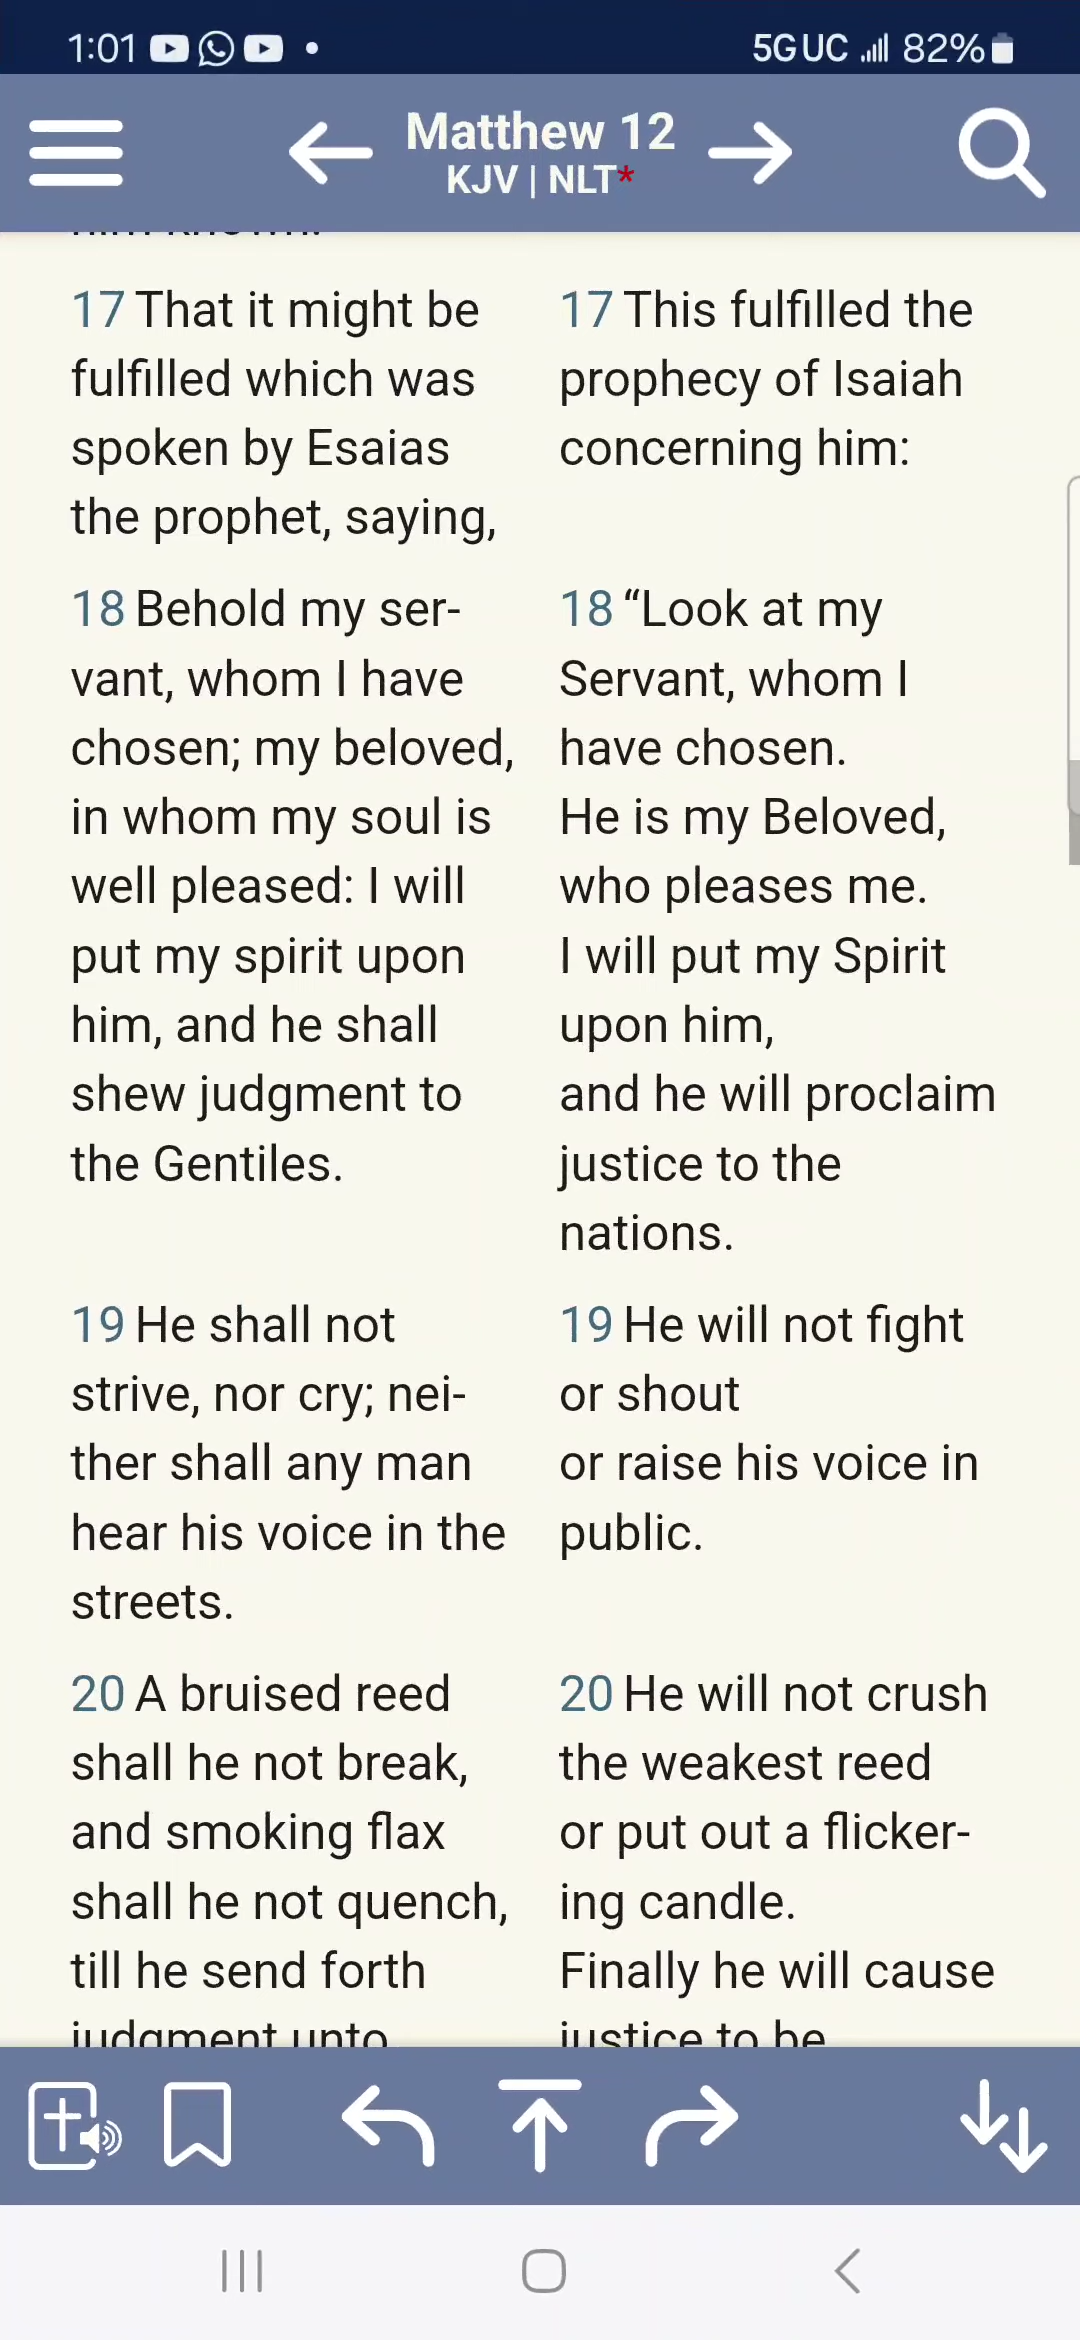 1:01
5G UC 82%
Matthew 12
KJV | NLT*
him known:
17 That it might be
fulfilled which was
spoken by Esaias
the prophet, saying,
17 This fulfilled the
prophecy of Isaiah
concerning him:
18 Behold my ser-
vant, whom I have
chosen; my beloved,
in whom my soul is
well pleased: I will
put my spirit upon
him, and he shall
shew judgment to
the Gentiles.
18 “Look at my
Servant, whom I
have chosen.
He is my Beloved,
who pleases me.
I will put my Spirit
upon him,
and he will proclaim
justice to the
nations.
19 He shall not
strive, nor cry; nei-
ther shall any man
hear his voice in the
streets.
19 He will not fight
or shout
or raise his voice in
public.
20 A bruised reed
shall he not break,
and smoking flax
shall he not quench,
till he send forth
judgment unto
20 He will not crush
the weakest reed
or put out a flicker-
ing candle.
Finally he will cause
justice to be